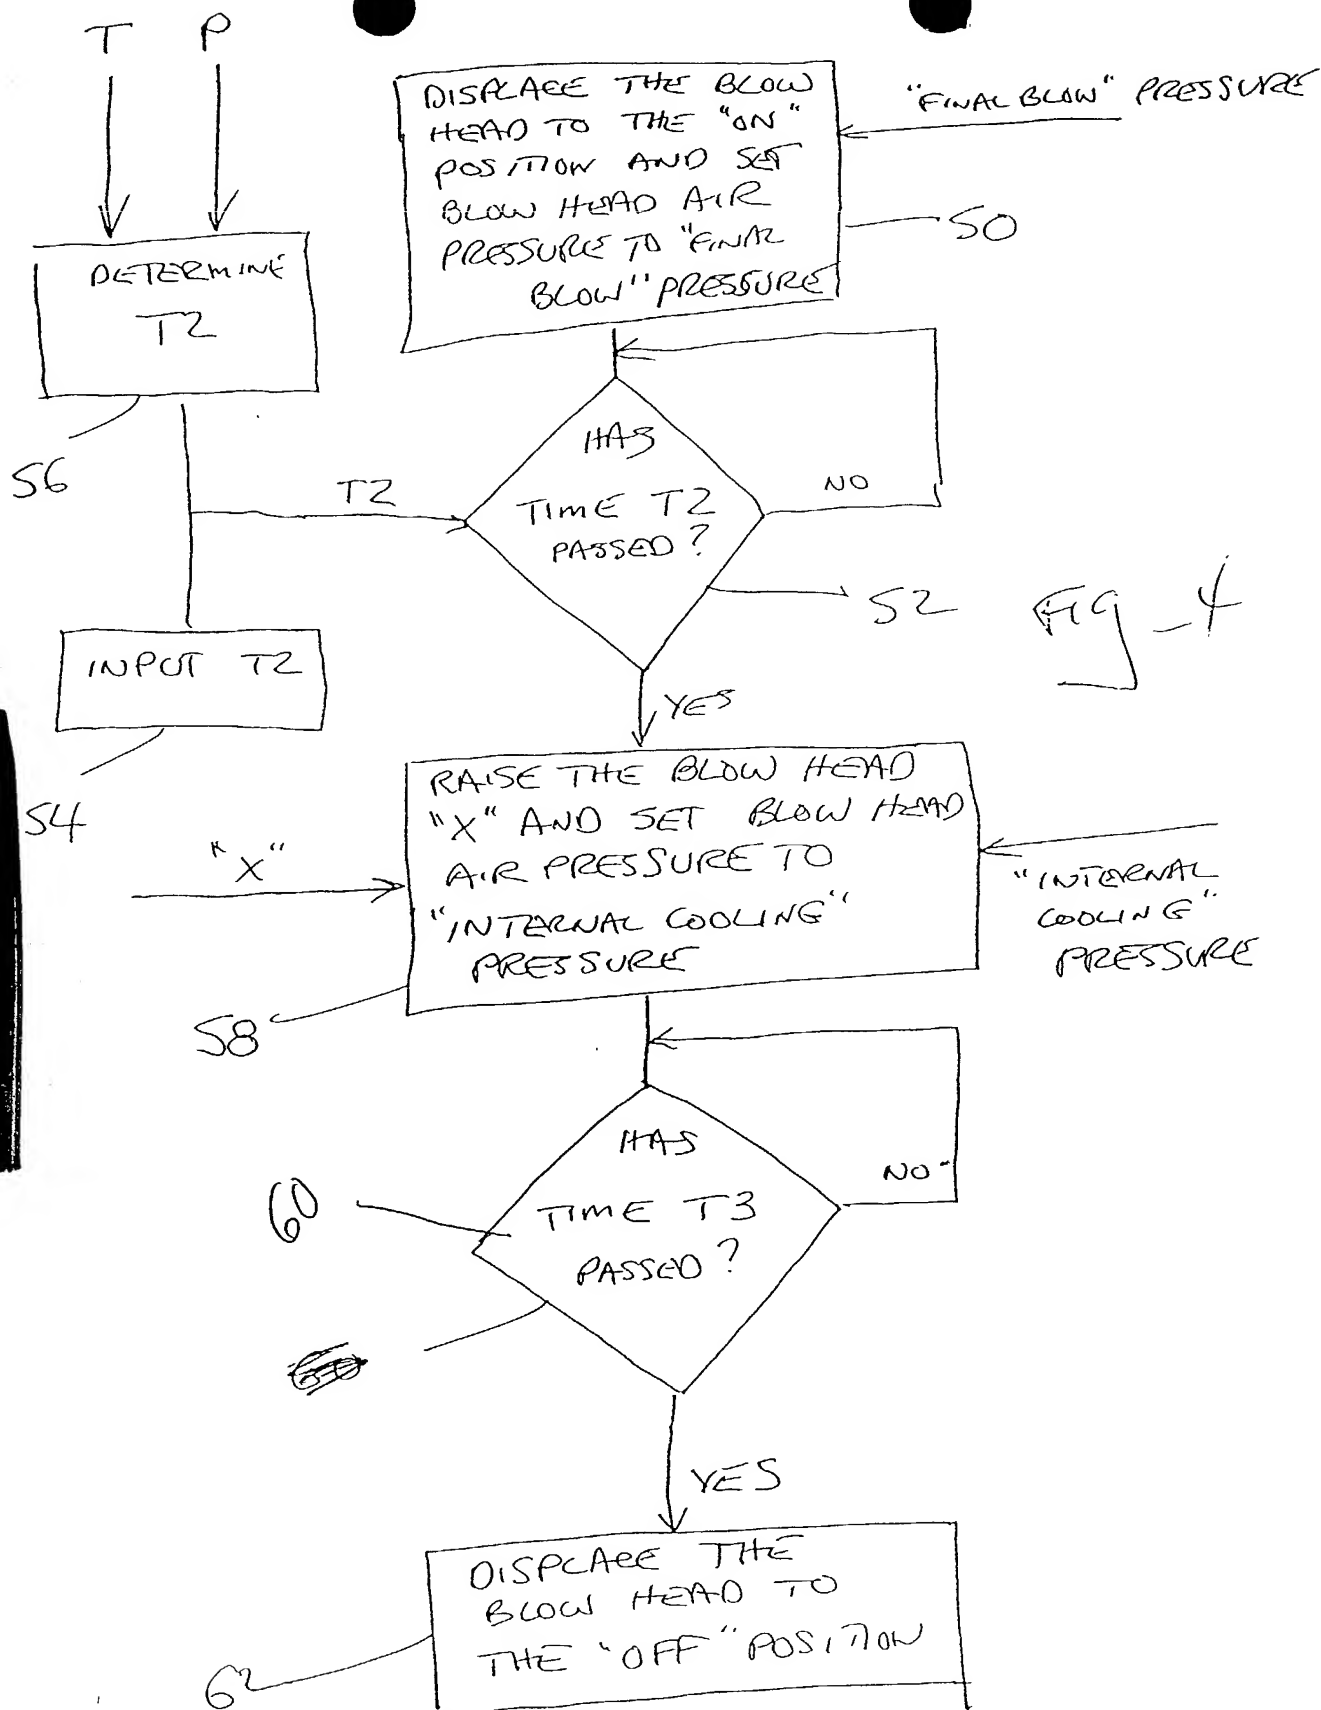 T P
DISPLACE THE BLOW
HEAD TO THE "ON"
POSITION AND SET
BLOW HEAD AIR
PRESSURE TO "FINAL
BLOW" PRESSURE
"FINAL BLOW" PRESSURE
50
DETERMINE
T2
56
T2
HAS
TIME T2
PASSED?
NO
52
Fig_4
INPUT T2
54
YES
RAISE THE BLOW HEAD
"X" AND SET BLOW HEAD
AIR PRESSURE TO
"INTERNAL COOLING"
PRESSURE
"X"
"INTERNAL
COOLING"
PRESSURE
58
HAS
TIME T3
PASSED?
NO
60
YES
DISPLACE THE
BLOW HEAD TO
THE "OFF" POSITION
62